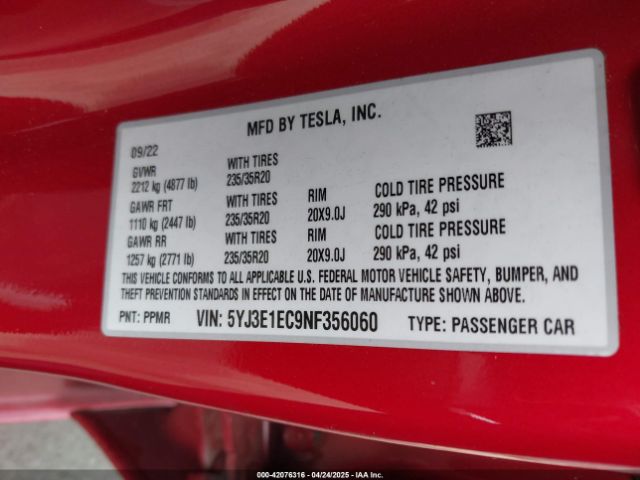 MFD BY TESLA, INC.
09/22
GVWR WITH TIRES
2212 kg (4877 lb) 235/35R20
GAWR FRT WITH TIRES RIM COLD TIRE PRESSURE
1110 kg (2447 lb) 235/35R20 20X9.0J 290 kPa, 42 psi
GAWR RR WITH TIRES RIM COLD TIRE PRESSURE
1257 kg (2771 lb) 235/35R20 20X9.0J 290 kPa, 42 psi
THIS VEHICLE CONFORMS TO ALL APPLICABLE U.S. FEDERAL MOTOR VEHICLE SAFETY, BUMPER, AND
THEFT PREVENTION STANDARDS IN EFFECT ON THE DATE OF MANUFACTURE SHOWN ABOVE.
PNT: PPMR VIN: 5YJ3E1EC9NF356060 TYPE: PASSENGER CAR
000-42076316 - 04/24/2025 - IAA Inc.